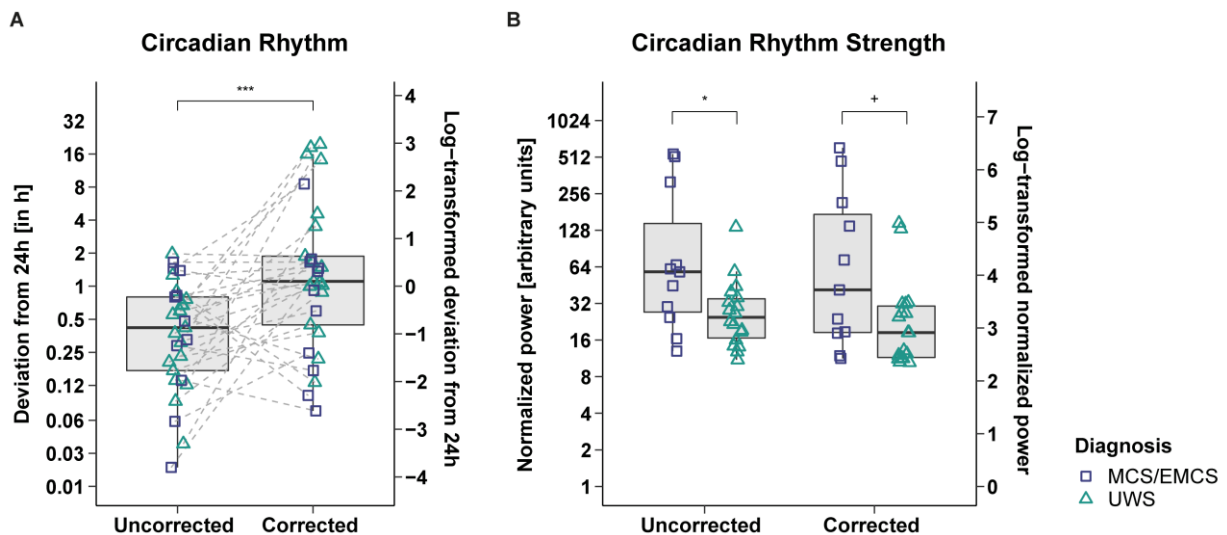 A
Circadian Rhythm
***
Deviation from 24h [in h]
32
16
8
4
2
1
0.5
0.25
0.12
0.06
0.03
0.01
4
3
2
1
0
−1
−2
−3
−4
Log−transformed deviation from 24h
Uncorrected
Corrected
B
Circadian Rhythm Strength
*
+
Normalized power [arbitrary units]
1024
512
256
128
64
32
16
8
4
2
1
7
6
5
4
3
2
1
0
Log−transformed normalized power
Uncorrected
Corrected
Diagnosis
MCS/EMCS
UWS